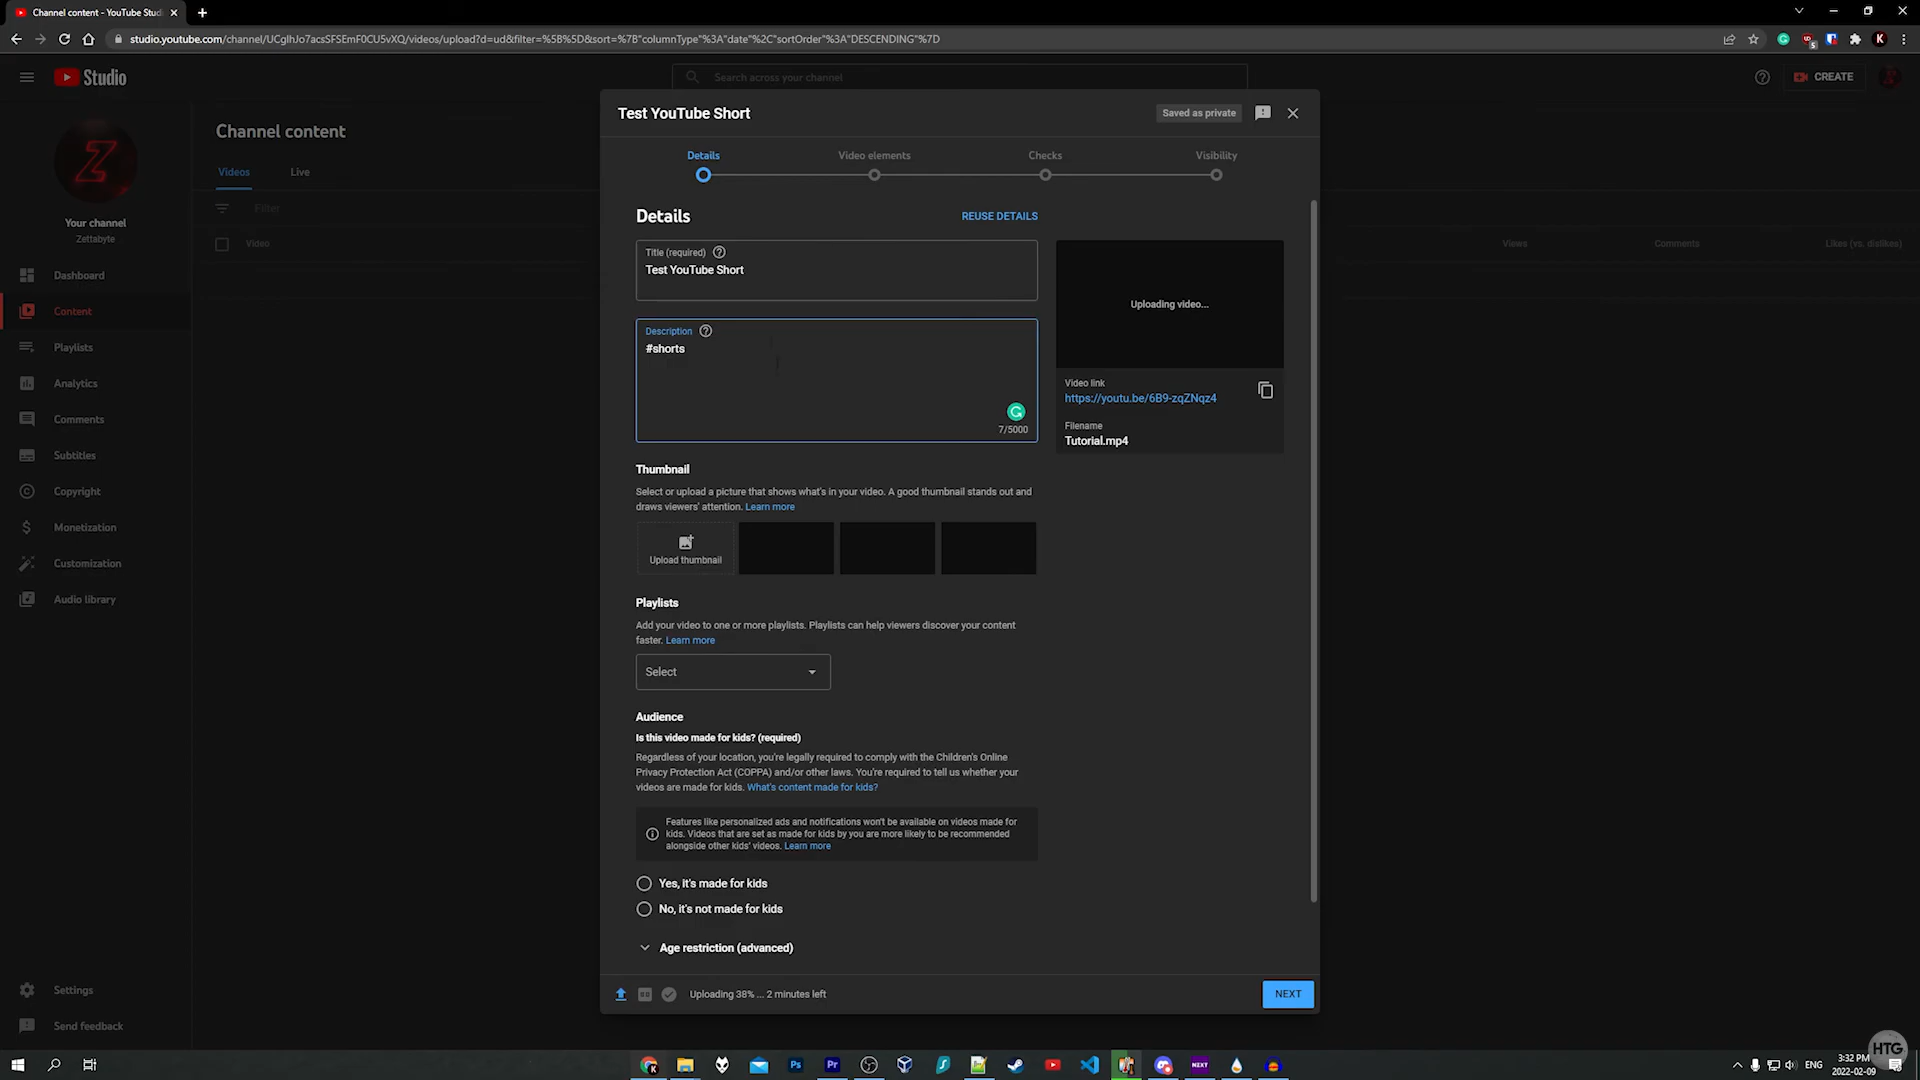 Channel content - YouTube Stud
studio.youtube.com/channel/UCglhJo7acsSFSEmF0CU5vXQ/videos/upload?d=ud&filter=%5B%5D&sort=%7B"columnType"%3A"date"%2C"sortOrder"%3A"DESCENDING"%7D
Studio
Search across your channel
CREATE
Channel content
Videos
Live
Filter
Video
Views
Comments
Likes (vs. dislikes)
Your channel
Zettabyte
Dashboard
Content
Playlists
Analytics
Comments
Subtitles
Copyright
Monetization
Customization
Audio library
Settings
Send feedback
Test YouTube Short
Saved as private
Details
Video elements
Checks
Visibility
Details
REUSE DETAILS
Title (required)
Test YouTube Short
Description
#shorts
7/5000
Uploading video...
Video link
https://youtu.be/6B9-zqZNqz4
Filename
Tutorial.mp4
Thumbnail
Select or upload a picture that shows what's in your video. A good thumbnail stands out and
draws viewers' attention. Learn more
Upload thumbnail
Playlists
Add your video to one or more playlists. Playlists can help viewers discover your content
faster. Learn more
Select
Audience
Is this video made for kids? (required)
Regardless of your location, you're legally required to comply with the Children's Online
Privacy Protection Act (COPPA) and/or other laws. You're required to tell us whether your
videos are made for kids. What's content made for kids?
Features like personalized ads and notifications won't be available on videos made for
kids. Videos that are set as made for kids by you are more likely to be recommended
alongside other kids' videos. Learn more
Yes, it's made for kids
No, it's not made for kids
Age restriction (advanced)
Uploading 38% ... 2 minutes left
NEXT
Ps
Pr
NEXT
ENG
3:32 PM
2022-02-09
HTG